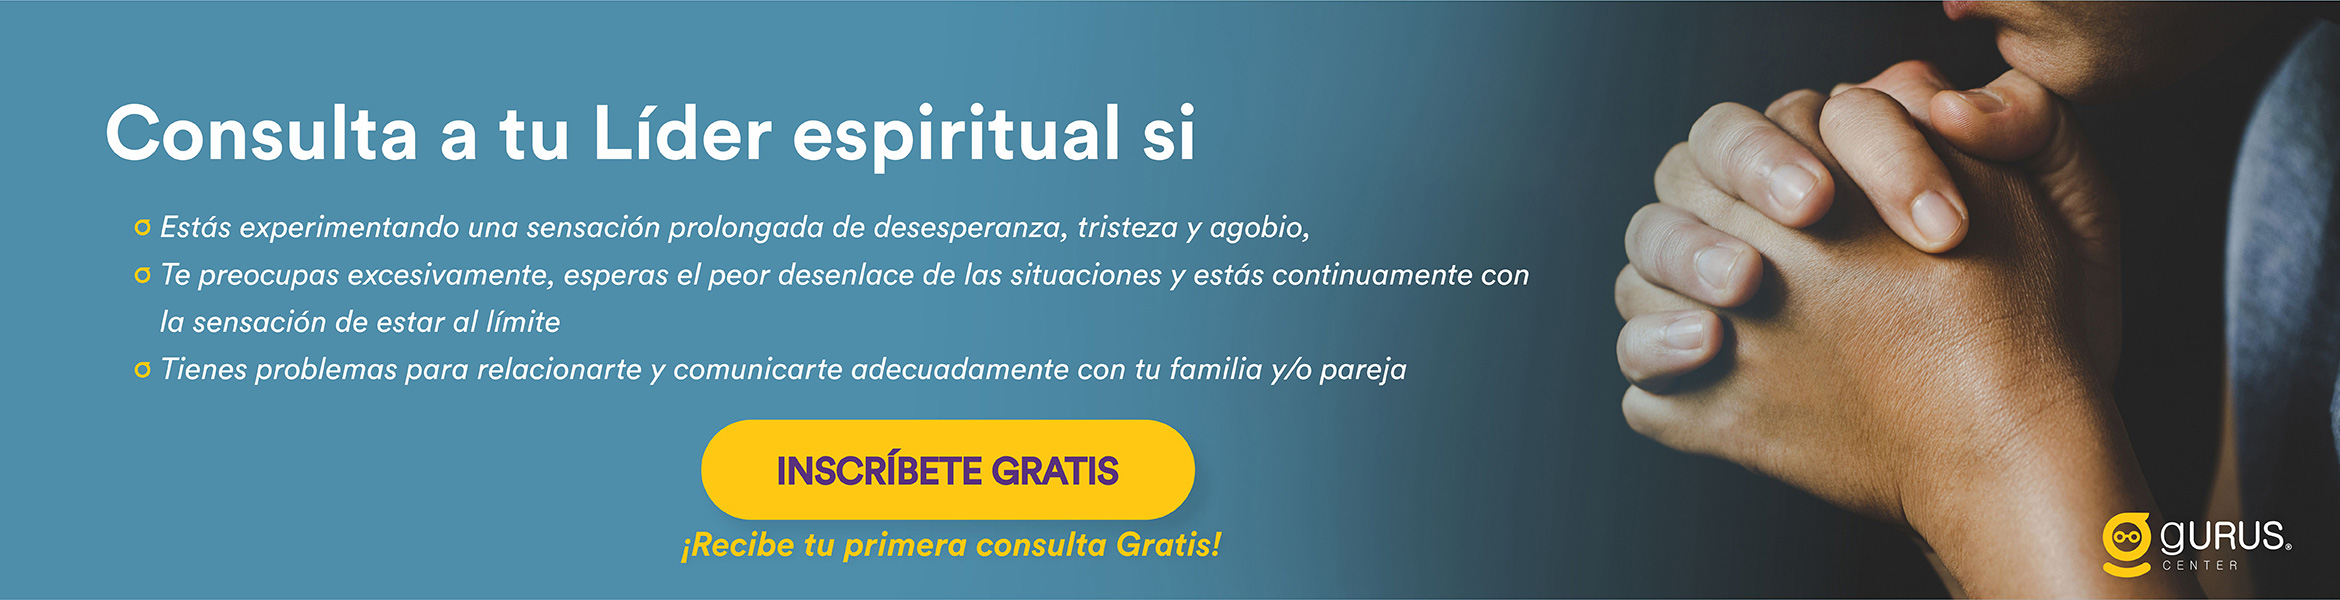 Consulta a tu Líder espiritual si
Estás experimentando una sensación prolongada de desesperanza, tristeza y agobio,
Te preocupas excesivamente, esperas el peor desenlace de las situaciones y estás continuamente con
la sensación de estar al límite
Tienes problemas para relacionarte y comunicarte adecuadamente con tu familia y/o pareja
INSCRÍBETE GRATIS
¡Recibe tu primera consulta Gratis!
gURUS®
CENTER